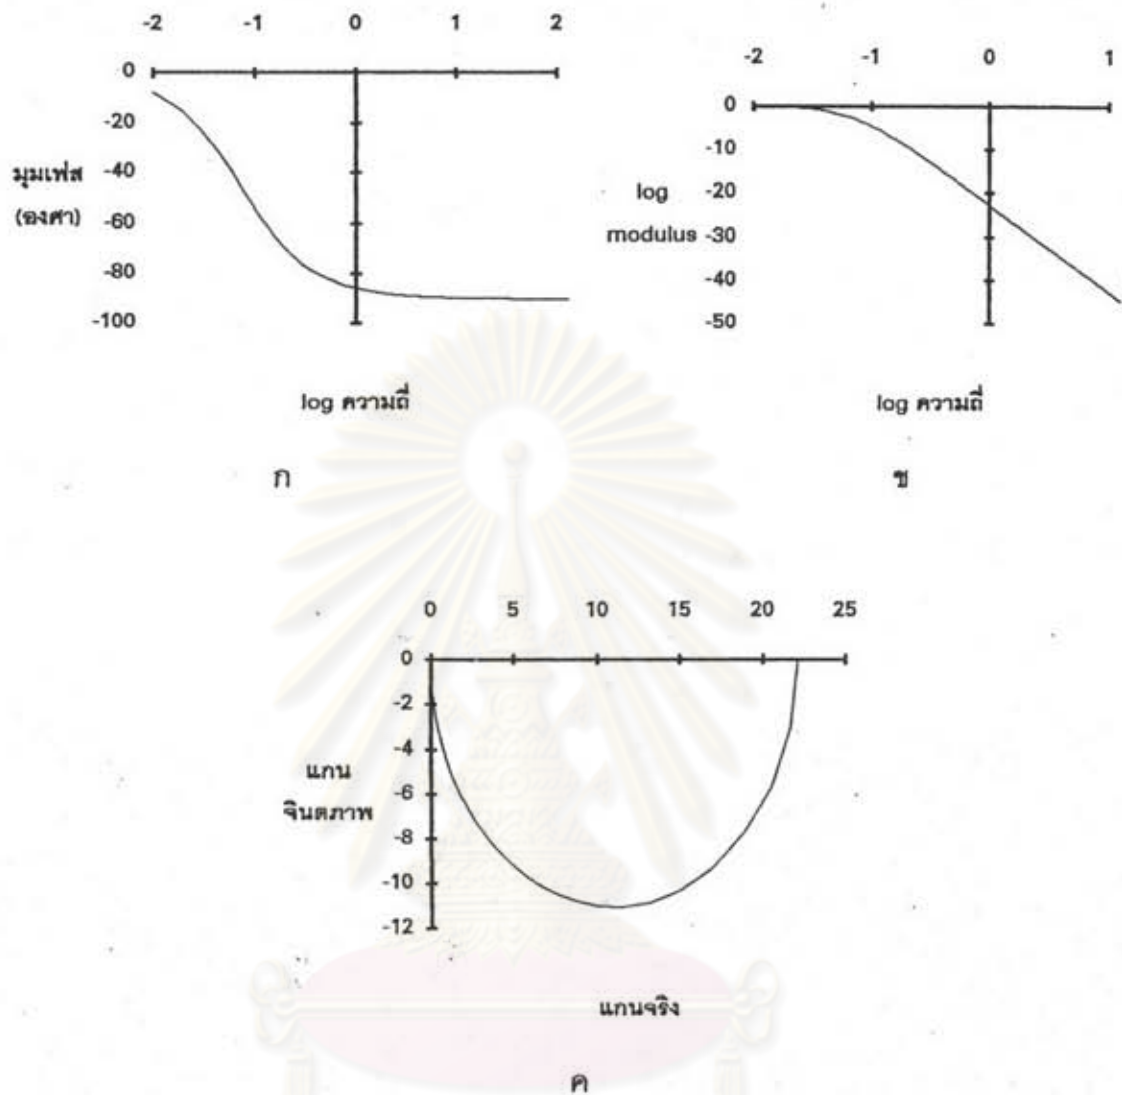 -2 -1 0 1 2
0
-20
-40
-60
-80
-100
มุมเฟส
(องศา)
log ความถี่
ก
-2 -1 0 1
0
-10
-20
-30
-40
-50
log
modulus
log ความถี่
ข
0 5 10 15 20 25
0
-2
-4
-6
-8
-10
-12
แกน
จินตภาพ
แกนจริง
ค